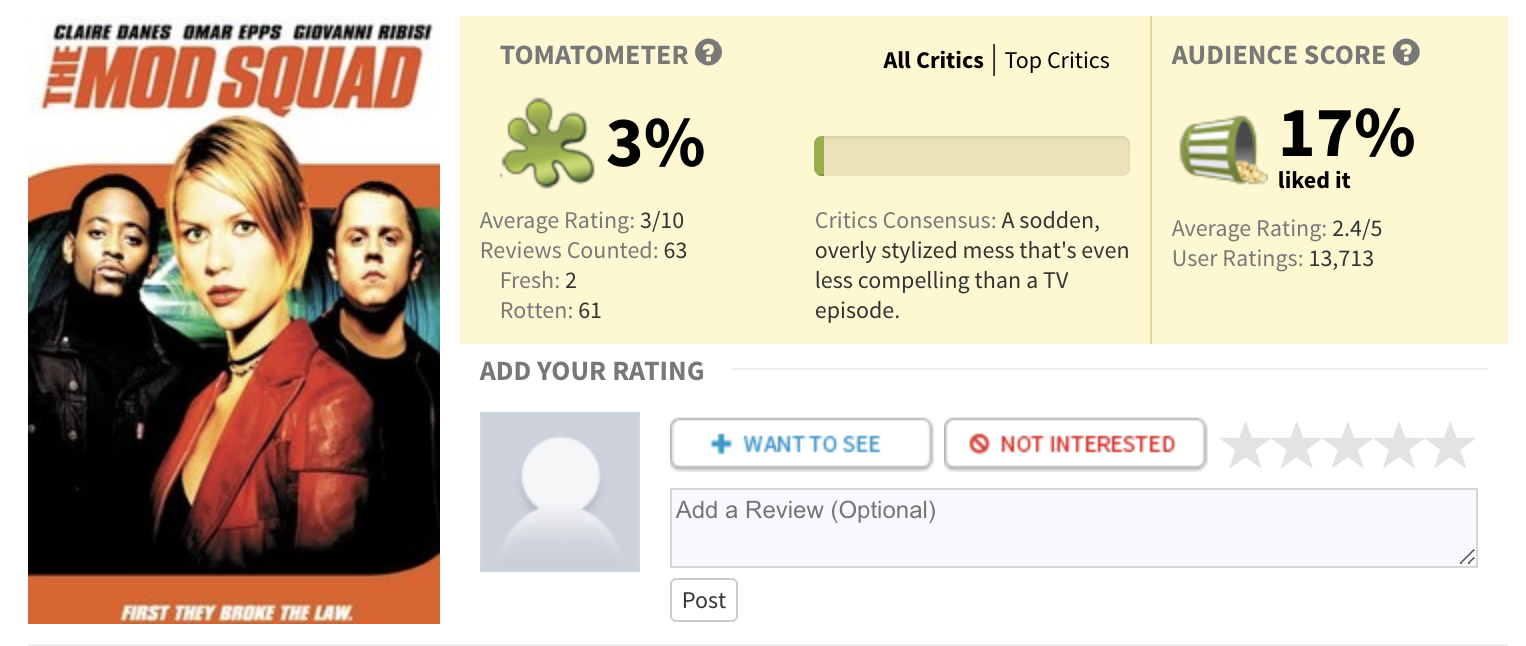 CLAIRE DANES OMAR EPPS GIOVANNI RIBISI
THE MOD SQUAD
FIRST THEY BROKE THE LAW.
TOMATOMETER ?
All Critics | Top Critics
3%
Average Rating: 3/10
Reviews Counted: 63
Fresh: 2
Rotten: 61
Critics Consensus: A sodden,
overly stylized mess that's even
less compelling than a TV
episode.
AUDIENCE SCORE ?
17%
liked it
Average Rating: 2.4/5
User Ratings: 13,713
ADD YOUR RATING
WANT TO SEE
NOT INTERESTED
Add a Review (Optional)
Post